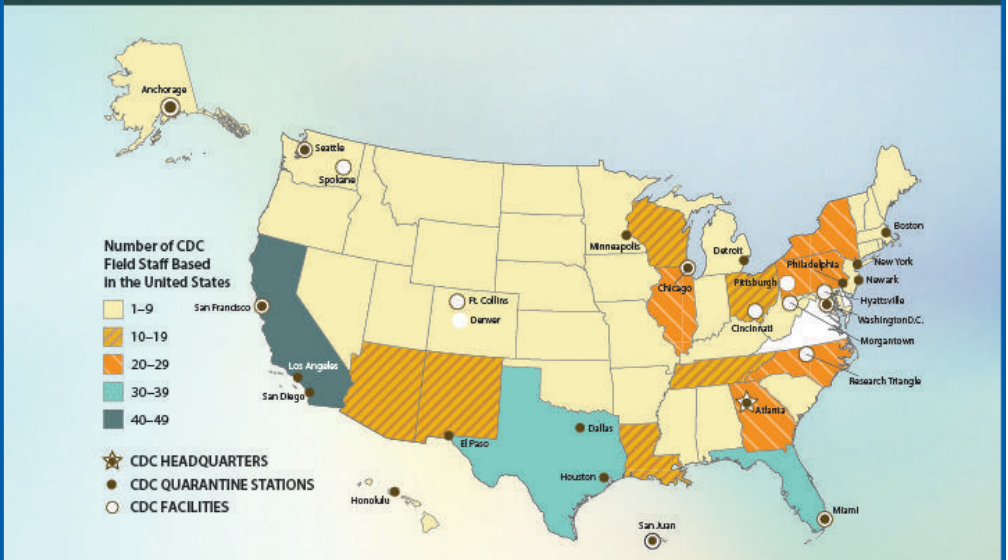 Anchorage
Seattle
Spokane
Minneapolis
Detroit
Boston
New York
Newark
Philadelphia
Pittsburgh
Hyattsville
Washington D.C.
Morgantown
Chicago
Cincinnati
Research Triangle
Atlanta
Ft. Collins
Denver
San Francisco
Los Angeles
San Diego
El Paso
Dallas
Houston
Miami
Honolulu
San Juan
Number of CDC
Field Staff Based
in the United States
1–9
10–19
20–29
30–39
40–49
CDC HEADQUARTERS
CDC QUARANTINE STATIONS
CDC FACILITIES